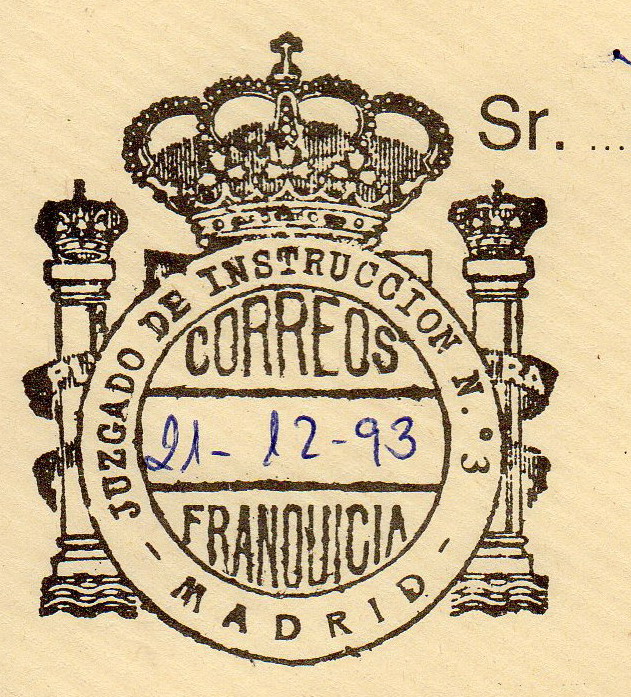 Sr. ...
JUZGADO DE INSTRUCCION N.º 3
CORREOS
21-12-93
FRANQUICIA
- MADRID -